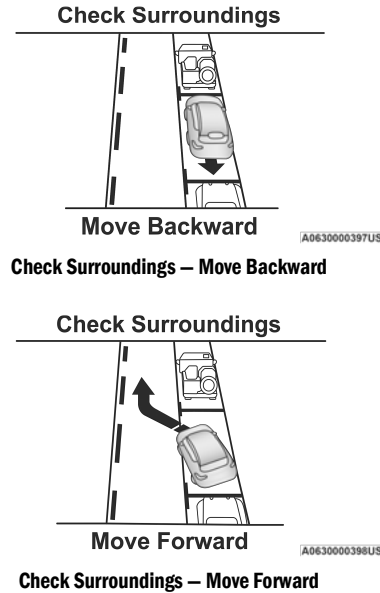 Check Surroundings
Move Backward
A0630000397US
Check Surroundings — Move Backward
Check Surroundings
Move Forward
A0630000398US
Check Surroundings — Move Forward